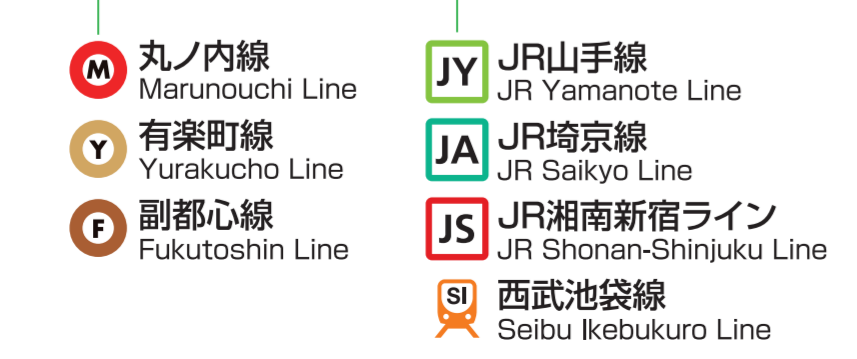 M 丸ノ内線
Marunouchi Line
Y 有楽町線
Yurakucho Line
F 副都心線
Fukutoshin Line
JY JR山手線
JR Yamanote Line
JA JR埼京線
JR Saikyo Line
JS JR湘南新宿ライン
JR Shonan-Shinjuku Line
SI 西武池袋線
Seibu Ikebukuro Line